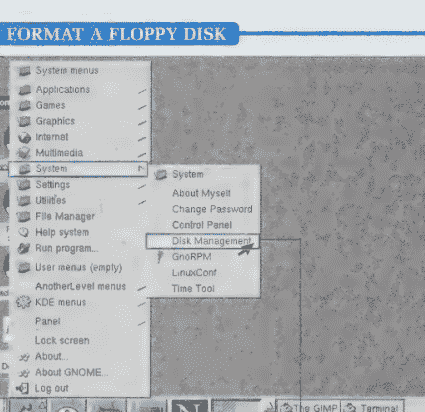 FORMAT A FLOPPY DISK
System menus
Applications
Games
Graphics
Internet
Multimedia
System
Settings
Utilities
File Manager
Help system
Run program...
User menus (empty)
AnotherLevel menus
KDE menus
Panel
Lock screen
About...
About GNOME...
Log out
System
About Myself
Change Password
Control Panel
Disk Management
GnoRPM
LinuxConf
Time Tool
The GIMP
Terminal